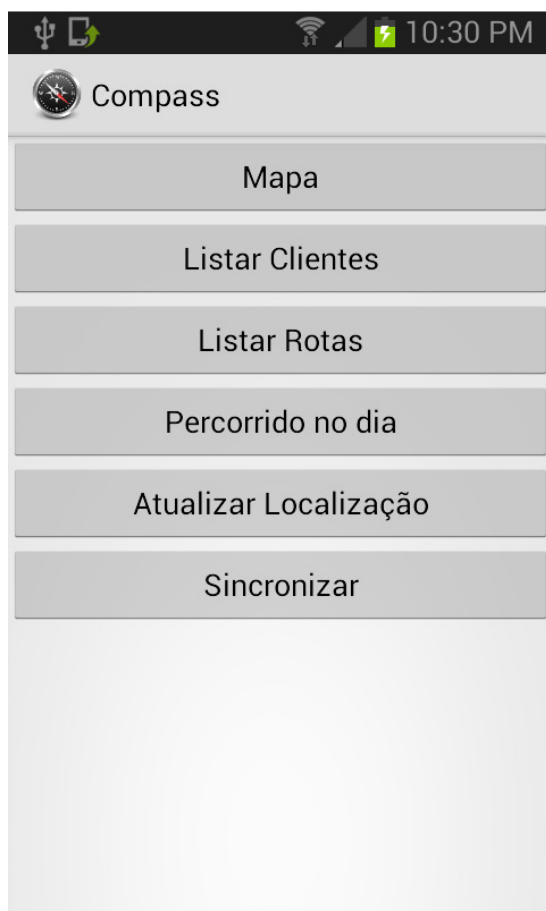 10:30 PM
Compass
Mapa
Listar Clientes
Listar Rotas
Percorrido no dia
Atualizar Localização
Sincronizar